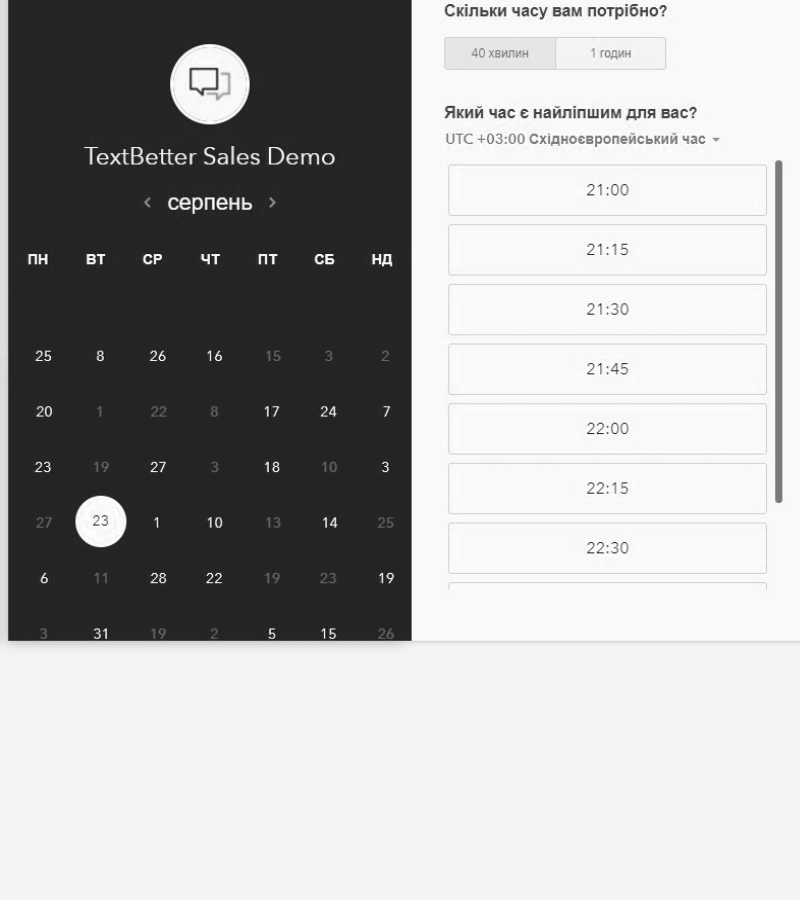 TextBetter Sales Demo
‹ серпень ›
ПН ВТ СР ЧТ ПТ СБ НД
25 8 26 16 15 3 2
20 1 22 8 17 24 7
23 19 27 3 18 10 3
27 23 1 10 13 14 25
6 11 28 22 19 23 19
3 31 19 2 5 15 26
Скільки часу вам потрібно?
40 хвилин 1 годин
Який час є найліпшим для вас?
UTC +03:00 Східноєвропейський час
21:00
21:15
21:30
21:45
22:00
22:15
22:30